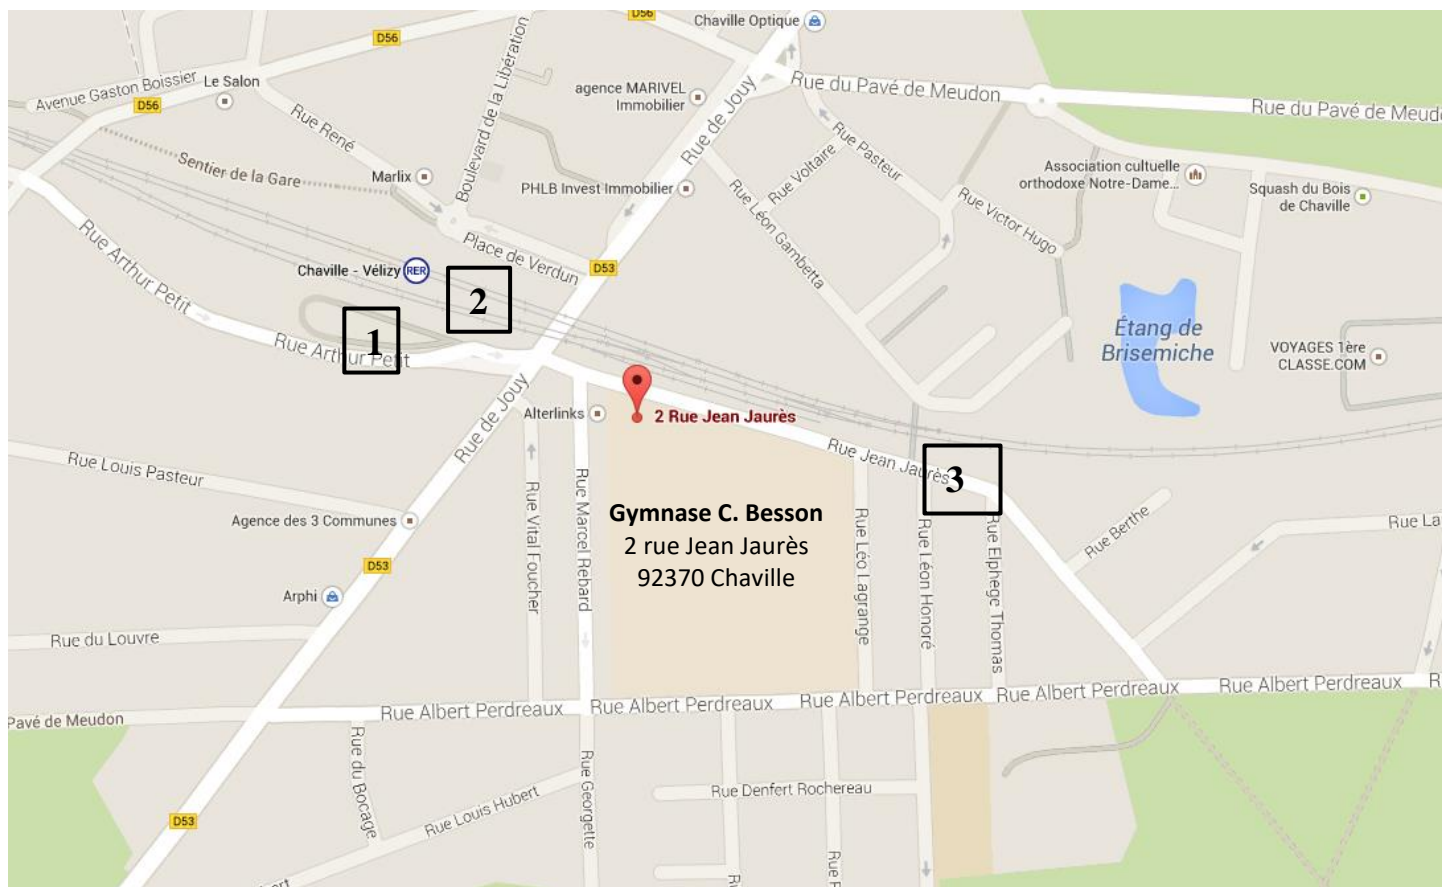 Chaville Optique
D56
D56
Rue du Pavé de Meudon
Rue du Pavé de Meudo
Avenue Gaston Boissier
Le Salon
D56
agence MARIVEL
Immobilier
Boulevard de la Libération
Rue René
Rue de Jouy
Rue Pasteur
Rue Voltaire
Sentier de la Gare
Marlix
PHLB Invest Immobilier
Association cultuelle
orthodoxe Notre-Dame...
Squash du Bois
de Chaville
Rue Léon Gambetta
Rue Victor Hugo
Rue Arthur Petit
Place de Verdun
Chaville - Vélizy
RER
D53
2
1
Rue Arthur Petit
Étang de
Brisemiche
VOYAGES 1ère
CLASSE.COM
Rue de Jouy
Alterlinks
2 Rue Jean Jaurès
Rue Jean Jaurès
3
Rue Louis Pasteur
Agence des 3 Communes
Rue Vital Foucher
Rue Marcel Rebard
Gymnase C. Besson
2 rue Jean Jaurès
92370 Chaville
Rue Léo Lagrange
Rue Léon Honoré
Rue Elphege Thomas
Rue Berthe
Rue La
D53
Arphi
Rue du Louvre
Pavé de Meudon
Rue Albert Perdreaux
Rue Albert Perdreaux
Rue Albert Perdreaux
Rue Albert Perdreaux
Rue Albert Perdreaux
R
Rue du Bocage
Rue Louis Hubert
Rue Georgette
Rue Denfert Rochereau
D53